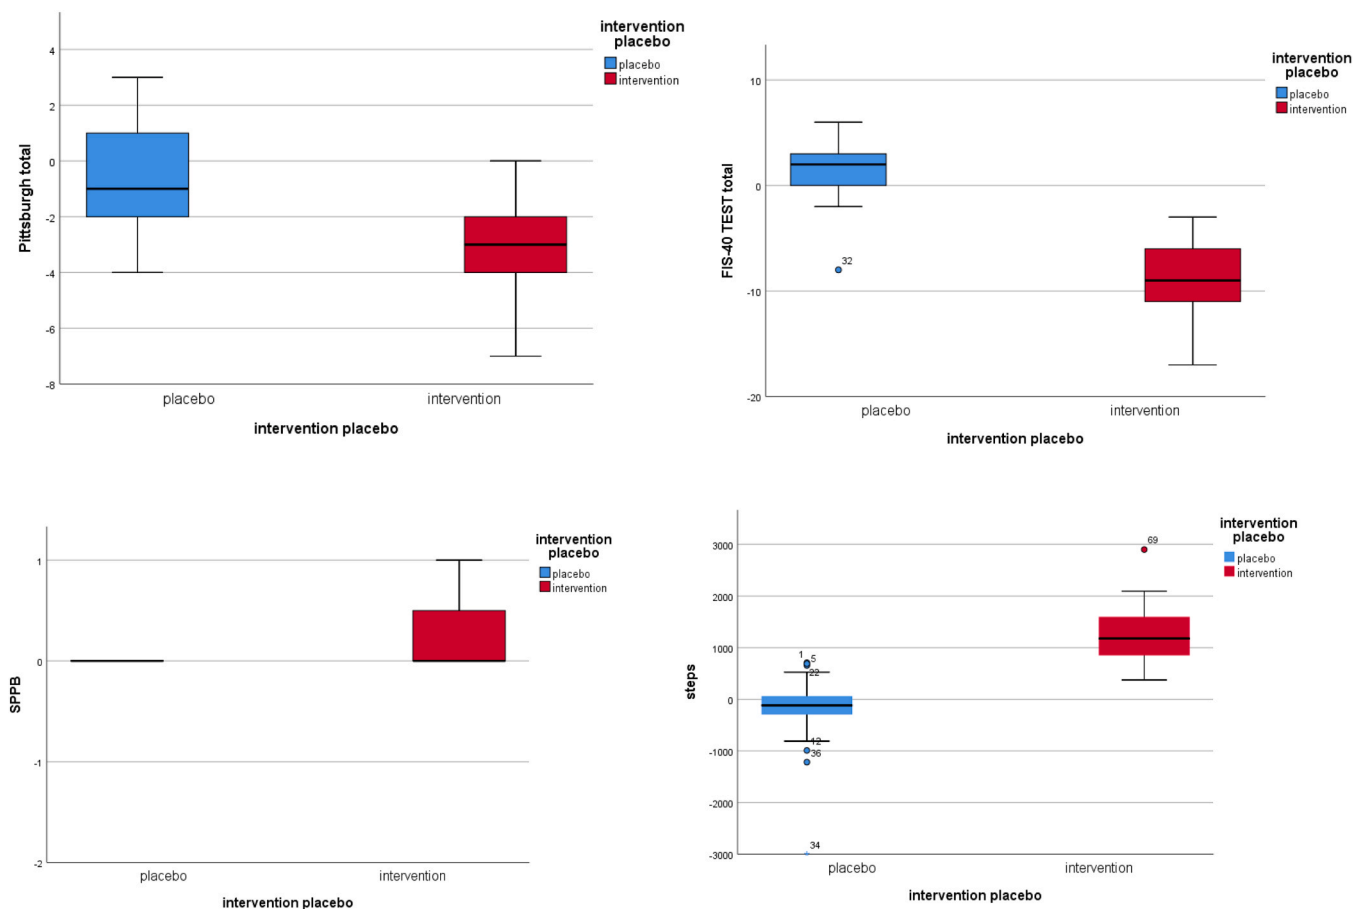 intervention
placebo
placebo
intervention
4
2
0
-2
-4
-6
-8
Pittsburgh total
placebo
intervention
intervention placebo
intervention
placebo
placebo
intervention
10
0
-10
-20
FIS-40 TEST total
32
placebo
intervention
intervention placebo
intervention
placebo
placebo
intervention
1
0
-1
-2
SPPB
placebo
intervention
intervention placebo
intervention
placebo
placebo
intervention
3000
2000
1000
0
-1000
-2000
-3000
steps
69
1
5
22
12
36
34
placebo
intervention
intervention placebo